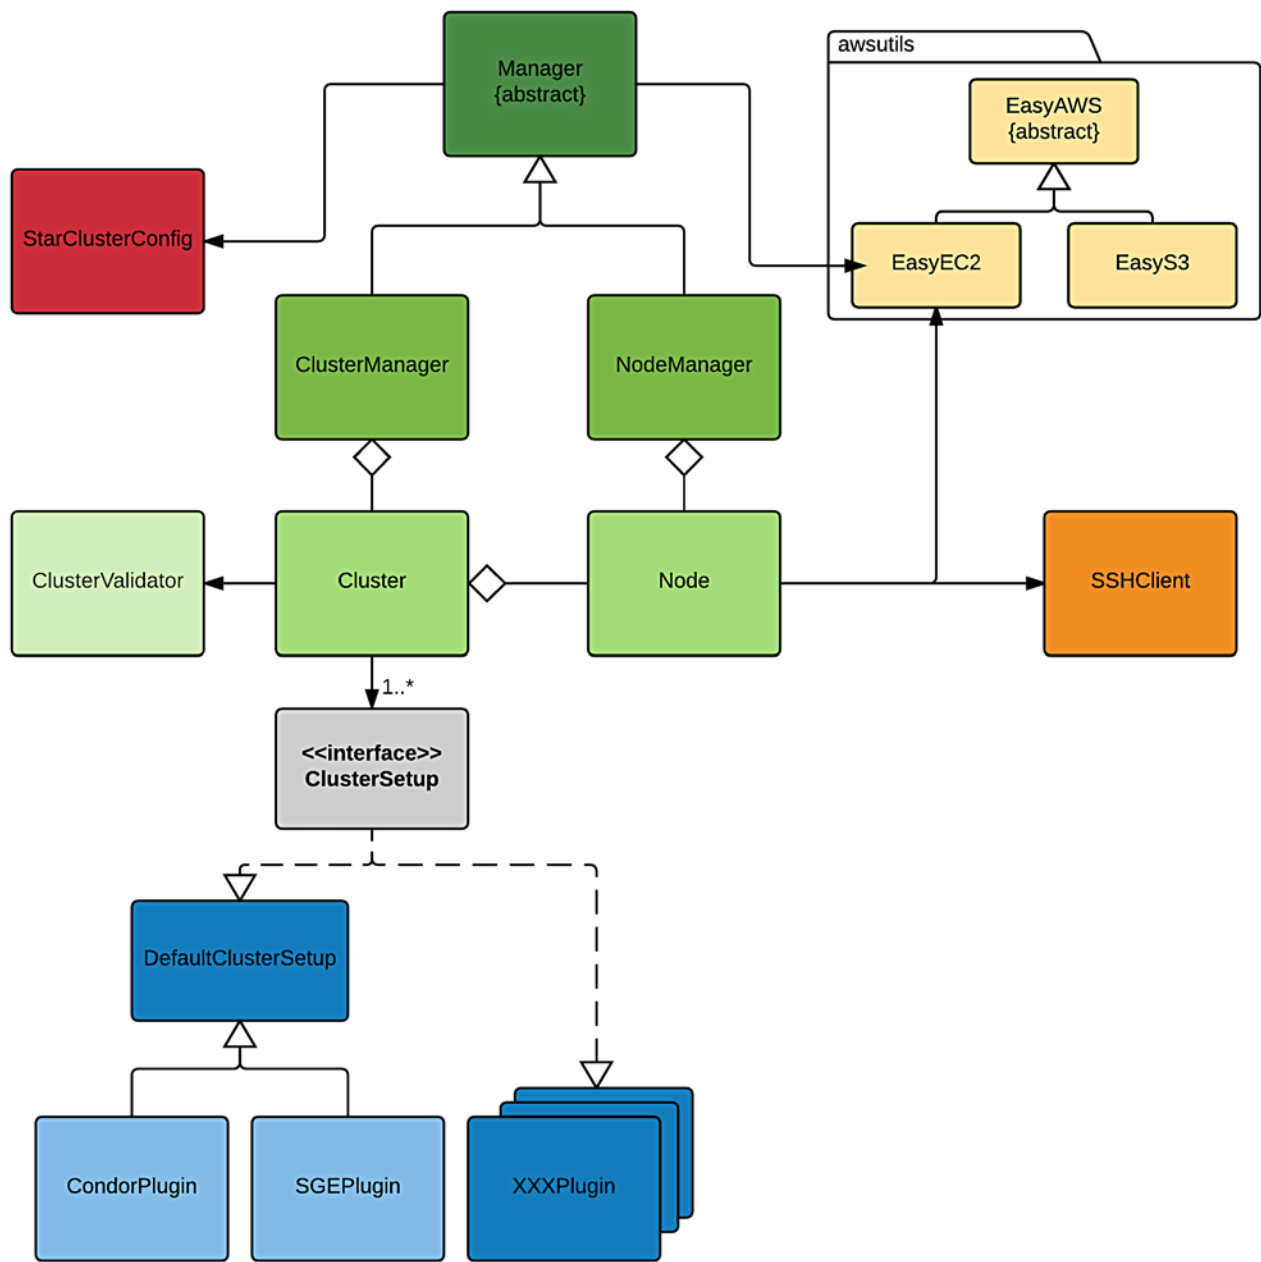 Manager
{abstract}
awsutils
EasyAWS
{abstract}
StarClusterConfig
EasyEC2
EasyS3
ClusterManager
NodeManager
ClusterValidator
Cluster
Node
SSHClient
1..*
<<interface>>
ClusterSetup
DefaultClusterSetup
CondorPlugin
SGEPlugin
XXXPlugin